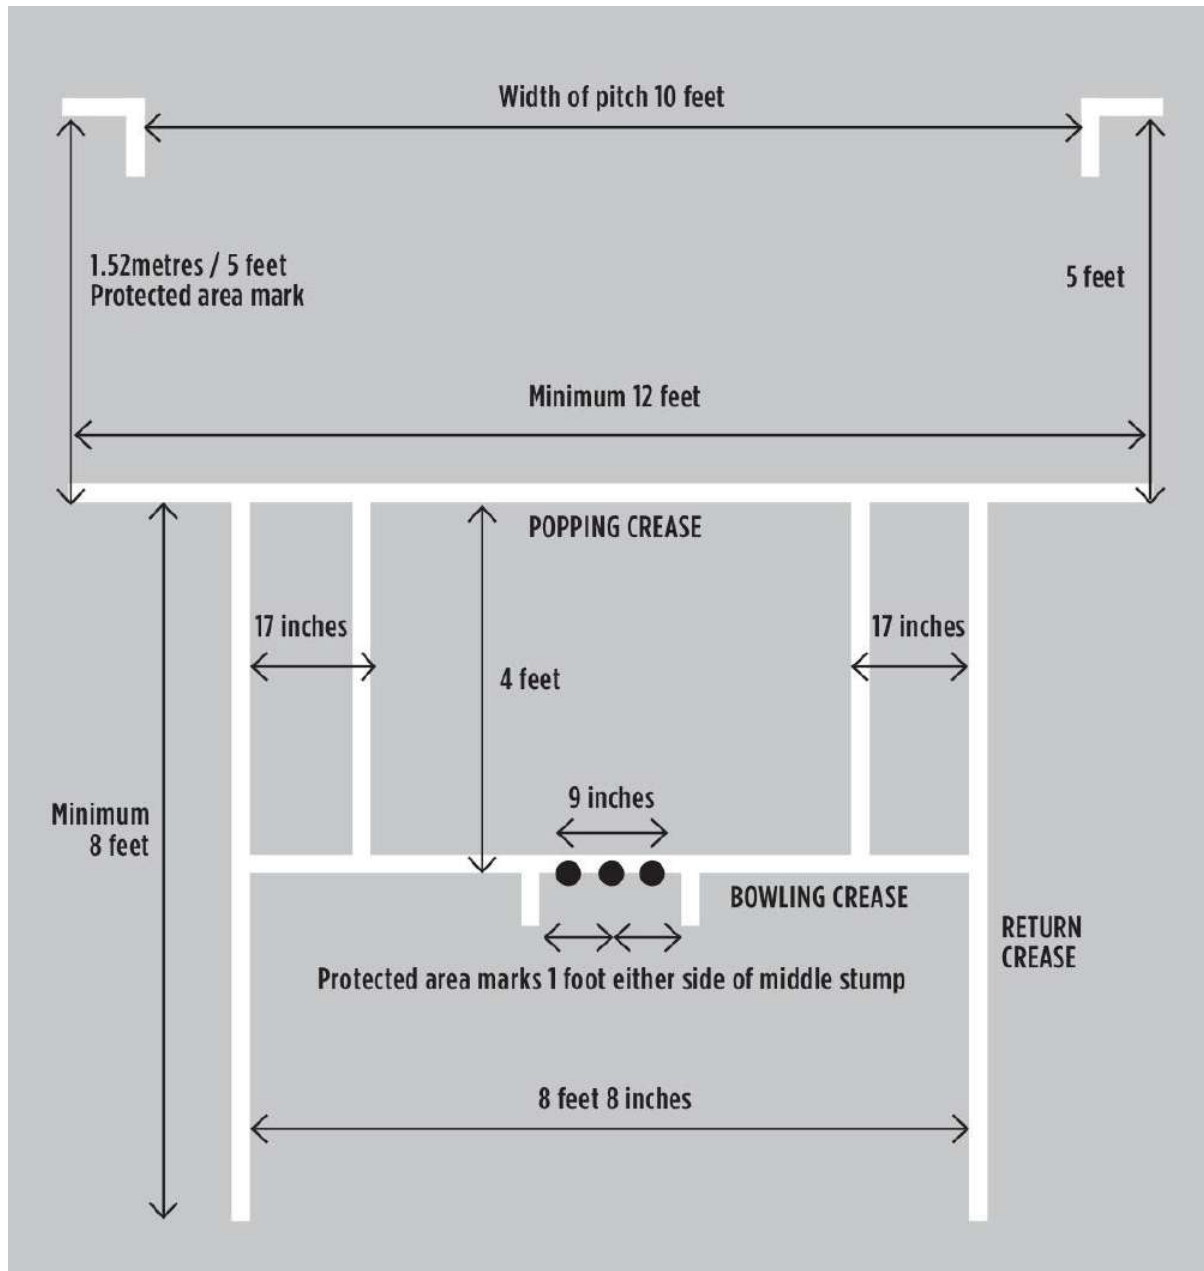 Width of pitch 10 feet
1.52metres / 5 feet
Protected area mark
5 feet
Minimum 12 feet
POPPING CREASE
17 inches
17 inches
4 feet
9 inches
Minimum
8 feet
BOWLING CREASE
RETURN
CREASE
Protected area marks 1 foot either side of middle stump
8 feet 8 inches